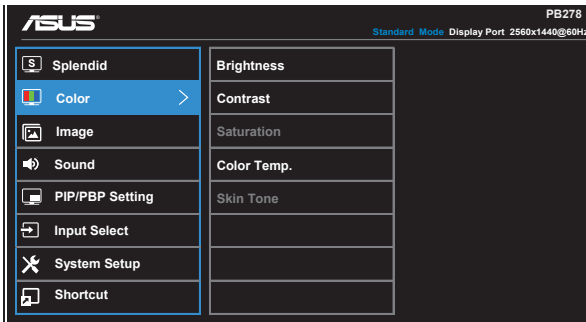 ASUS
PB278
Standard Mode Display Port 2560x1440@60Hz
S Splendid
Color
Image
Sound
PIP/PBP Setting
Input Select
System Setup
Shortcut
Brightness
Contrast
Saturation
Color Temp.
Skin Tone